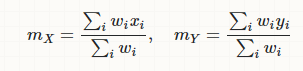 $m_X = \frac{\sum_i w_i x_i}{\sum_i w_i}, \quad m_Y = \frac{\sum_i w_i y_i}{\sum_i w_i}$